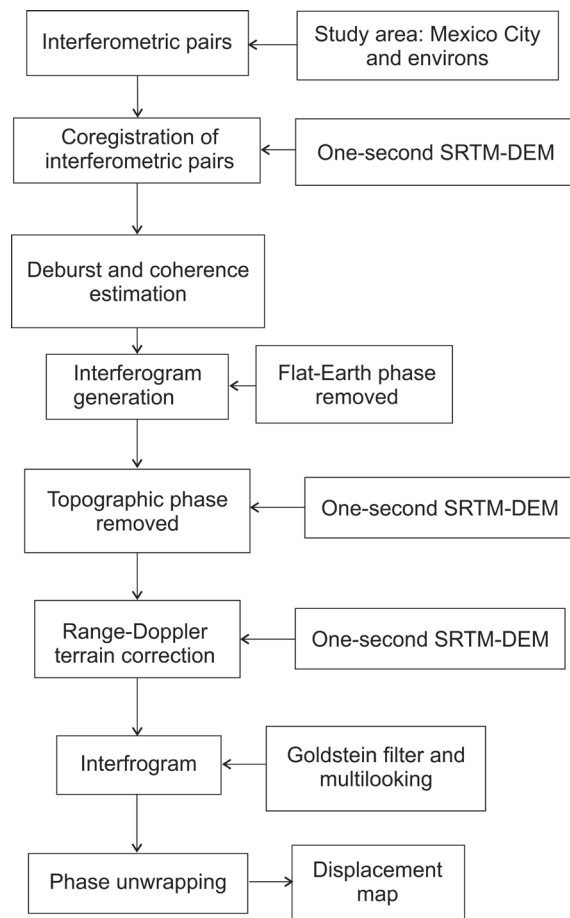 Interferometric pairs
Study area: Mexico City
and environs
Coregistration of
interferometric pairs
One-second SRTM-DEM
Deburst and coherence
estimation
Interferogram
generation
Flat-Earth phase
removed
Topographic phase
removed
One-second SRTM-DEM
Range-Doppler
terrain correction
One-second SRTM-DEM
Interfrogram
Goldstein filter and
multilooking
Phase unwrapping
Displacement
map